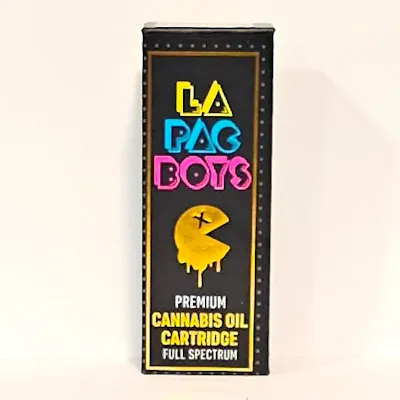 LA
PAC
BOYS
PREMIUM
CANNABIS OIL
CARTRIDGE
FULL SPECTRUM